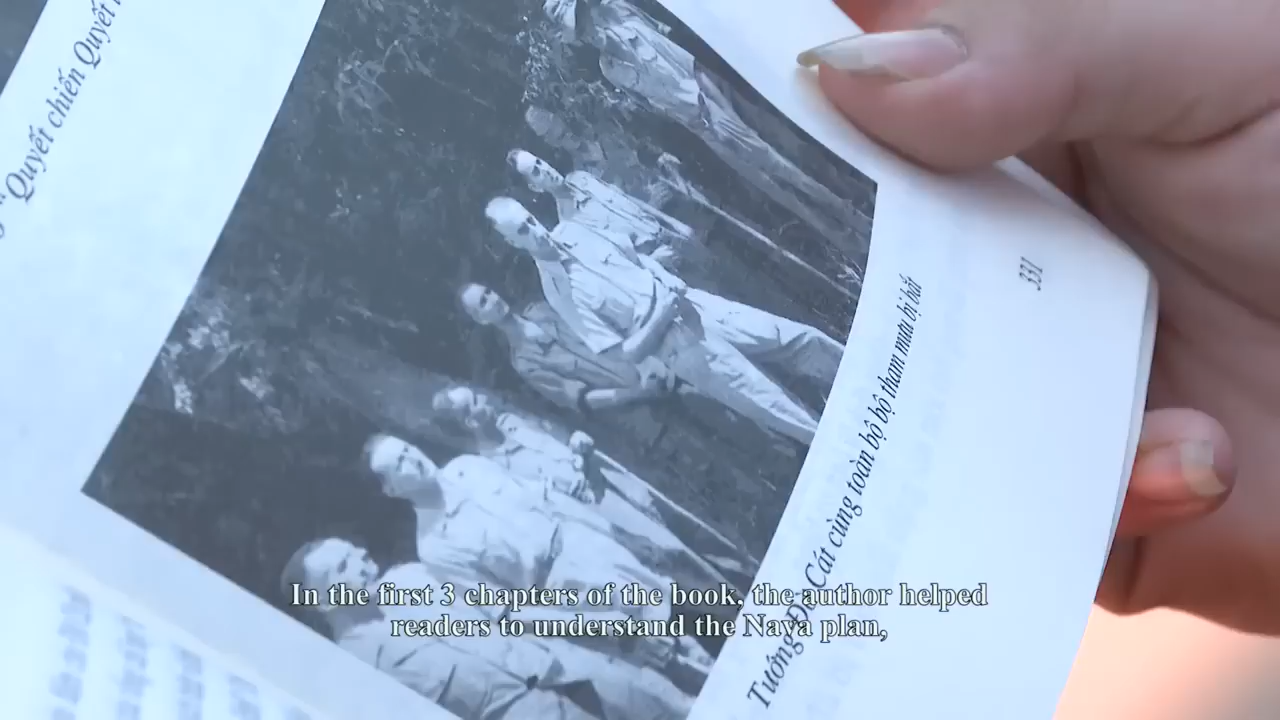 " Quyết chiến Quyết
Tướng Đờ Cát cùng toàn bộ bộ tham mưu bị bắt
331
In the first 3 chapters of the book, the author helped
readers to understand the Nava plan,